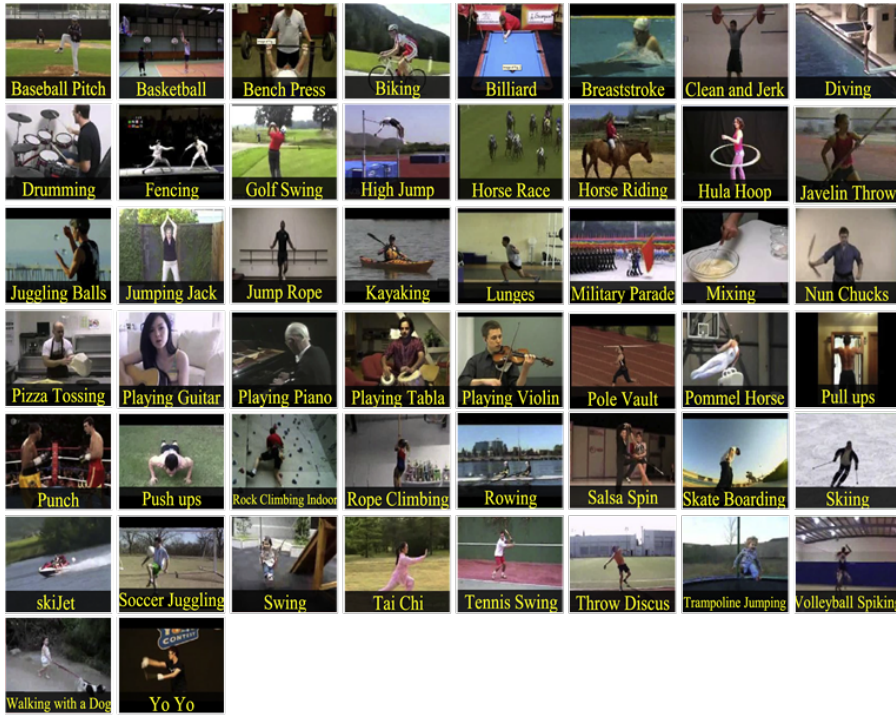 Baseball Pitch
Basketball
Bench Press
Biking
Billiard
Breaststroke
Clean and Jerk
Diving
Drumming
Fencing
Golf Swing
High Jump
Horse Race
Horse Riding
Hula Hoop
Javelin Throw
Juggling Balls
Jumping Jack
Jump Rope
Kayaking
Lunges
Military Parade
Mixing
Nun Chucks
Pizza Tossing
Playing Guitar
Playing Piano
Playing Tabla
Playing Violin
Pole Vault
Pommel Horse
Pull ups
Punch
Push ups
Rock Climbing Indoor
Rope Climbing
Rowing
Salsa Spin
Skate Boarding
Skiing
skiJet
Soccer Juggling
Swing
Tai Chi
Tennis Swing
Throw Discus
Trampoline Jumping
Volleyball Spiking
Walking with a Dog
CONTEST
Yo Yo